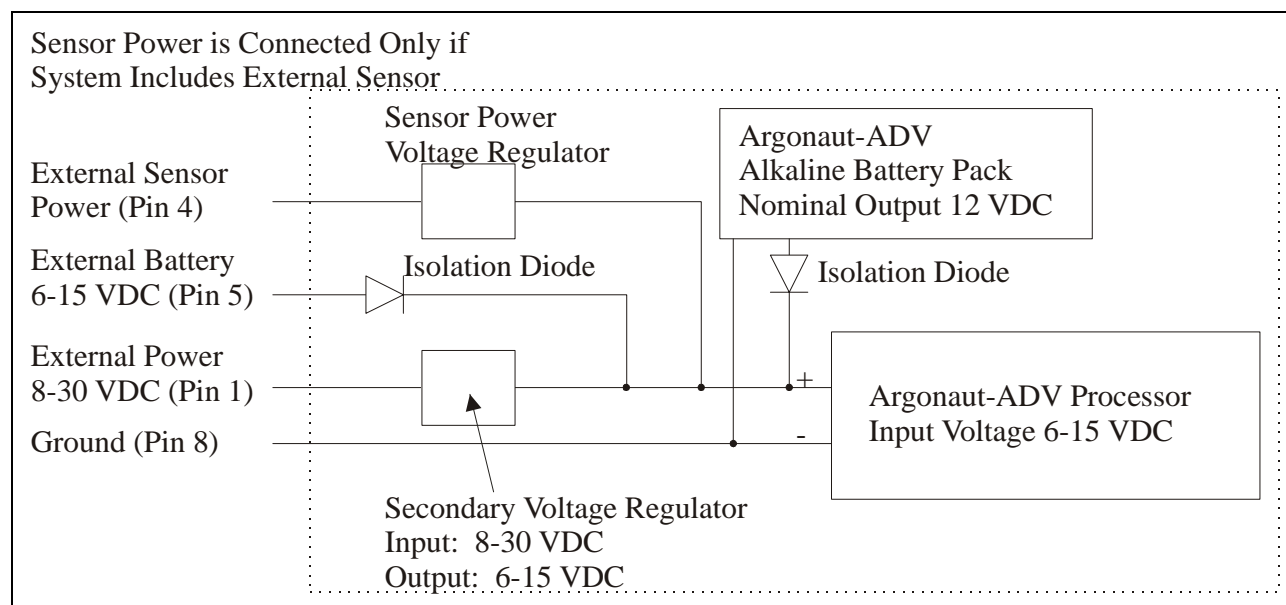 Sensor Power is Connected Only if
System Includes External Sensor
Sensor Power
Voltage Regulator
Argonaut-ADV
Alkaline Battery Pack
Nominal Output 12 VDC
External Sensor
Power (Pin 4)
External Battery
6-15 VDC (Pin 5)
Isolation Diode
Isolation Diode
External Power
8-30 VDC (Pin 1)
+
Argonaut-ADV Processor
Input Voltage 6-15 VDC
Ground (Pin 8)
-
Secondary Voltage Regulator
Input: 8-30 VDC
Output: 6-15 VDC